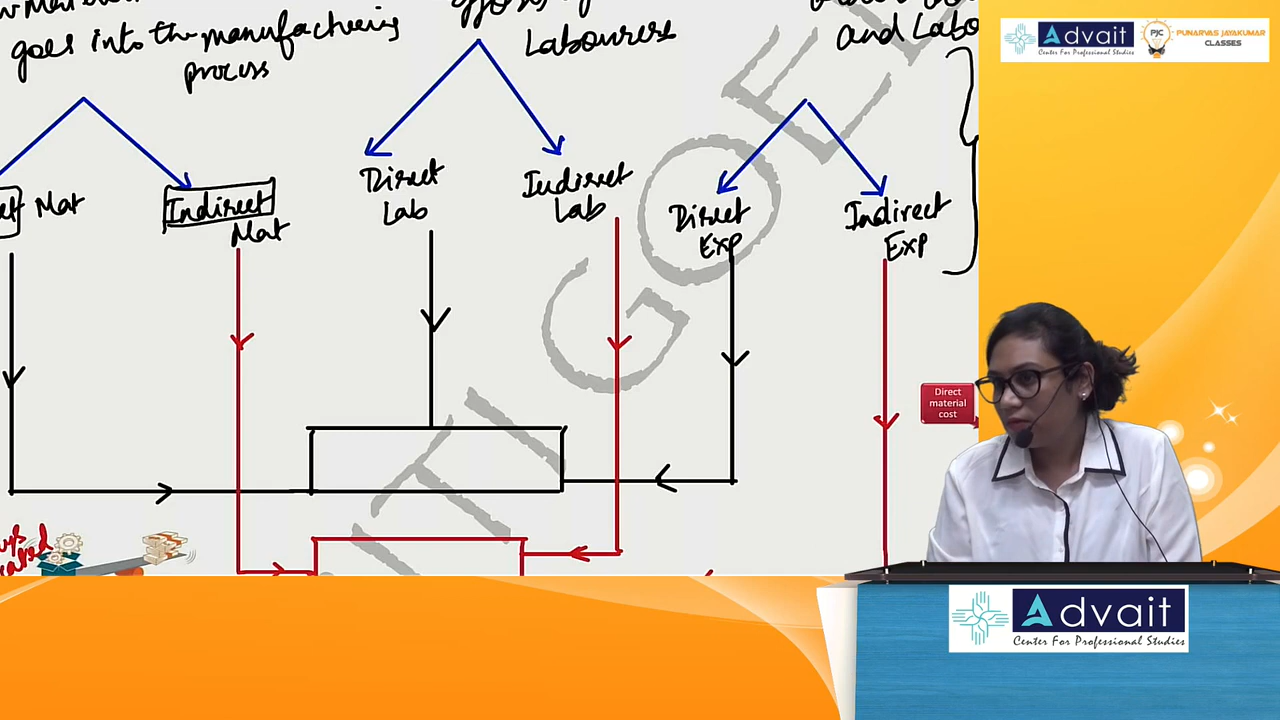 goes into the manufacturing
process
Labourers
and Labo
Mat
Indirect
Mat
Direct
Lab
Indirect
Lab
Direct
Exp
Indirect
Exp
Direct
material
cost
Advait
Center For Professional Studies
PJC
PUNARVAS JAYAKUMAR
CLASSES
Advait
Center For Professional Studies